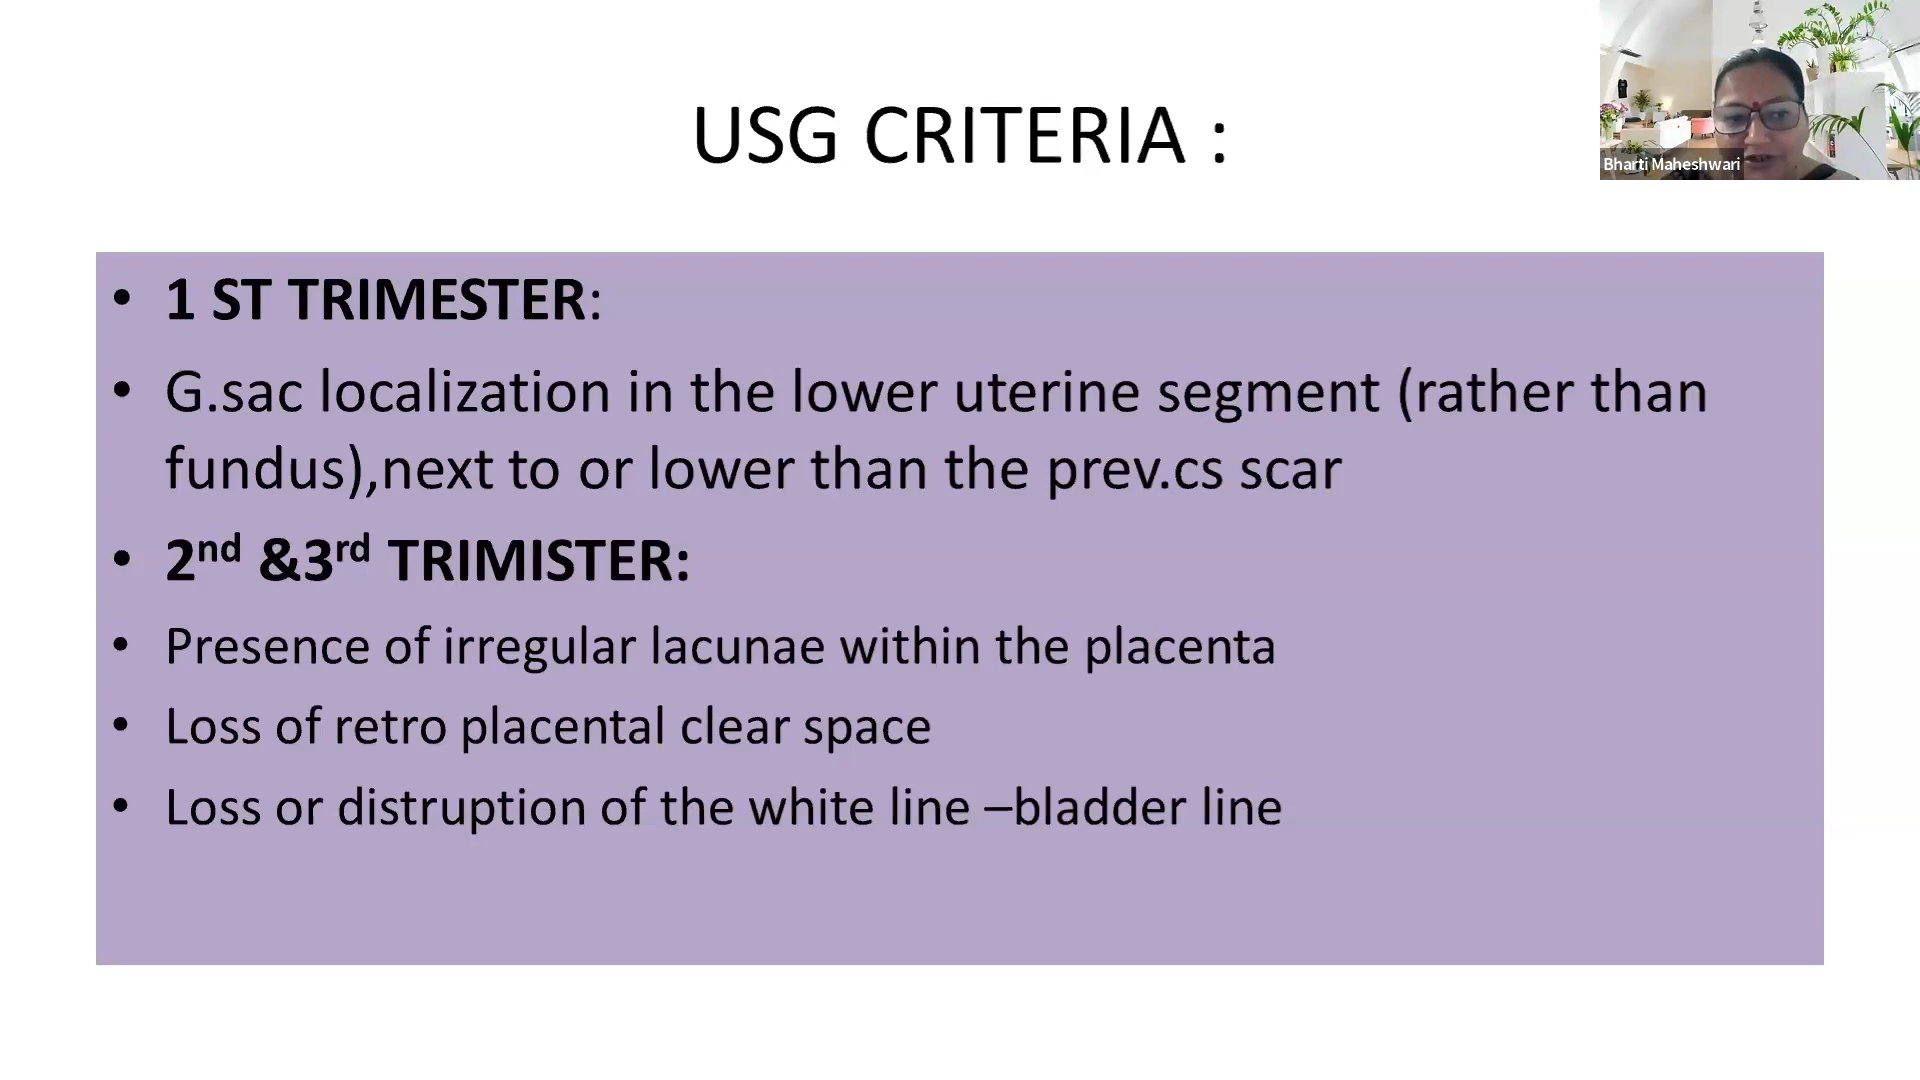 USG CRITERIA :
Bharti Maheshwari
• 1 ST TRIMESTER:
• G.sac localization in the lower uterine segment (rather than
fundus),next to or lower than the prev.cs scar
• 2nd &3rd TRIMISTER:
• Presence of irregular lacunae within the placenta
• Loss of retro placental clear space
• Loss or distruption of the white line –bladder line